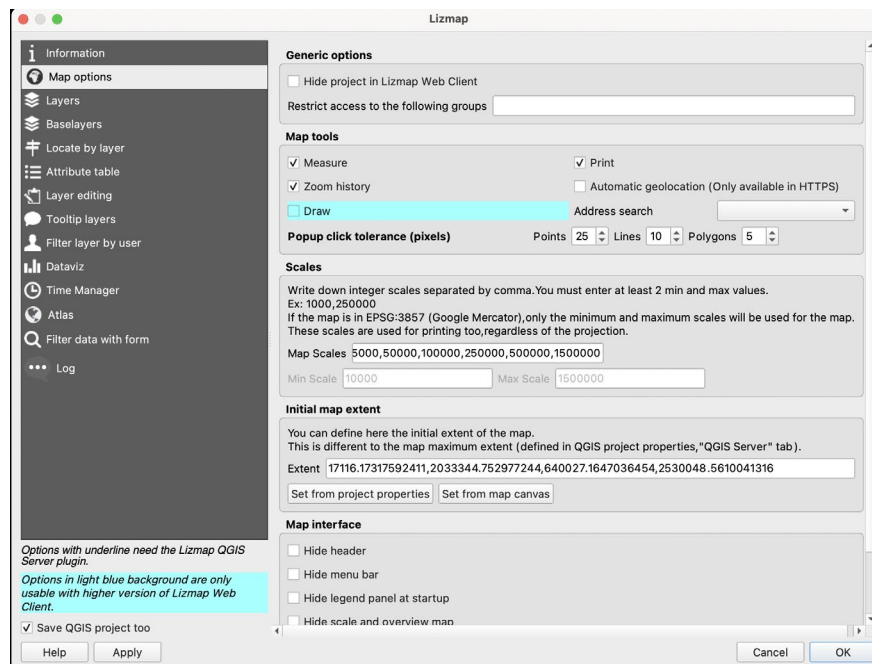 Lizmap
Information
Map options
Layers
Baselayers
Locate by layer
Attribute table
Layer editing
Tooltip layers
Filter layer by user
Dataviz
Time Manager
Atlas
Filter data with form
Log
Options with underline need the Lizmap QGIS
Server plugin.
Options in light blue background are only
usable with higher version of Lizmap Web
Client.
Save QGIS project too
Help Apply
Generic options
Hide project in Lizmap Web Client
Restrict access to the following groups
Map tools
Measure Print
Zoom history Automatic geolocation (Only available in HTTPS)
Draw Address search
Popup click tolerance (pixels) Points 25 Lines 10 Polygons 5
Scales
Write down integer scales separated by comma.You must enter at least 2 min and max values.
Ex: 1000,250000
If the map is in EPSG:3857 (Google Mercator),only the minimum and maximum scales will be used for the map.
These scales are used for printing too,regardless of the projection.
Map Scales 5000,50000,100000,250000,500000,1500000
Min Scale 10000 Max Scale 1500000
Initial map extent
You can define here the initial extent of the map.
This is different to the map maximum extent (defined in QGIS project properties,"QGIS Server" tab).
Extent 17116.17317592411,2033344.752977244,640027.1647036454,2530048.5610041316
Set from project properties Set from map canvas
Map interface
Hide header
Hide menu bar
Hide legend panel at startup
Hide scale and overview map
Cancel OK